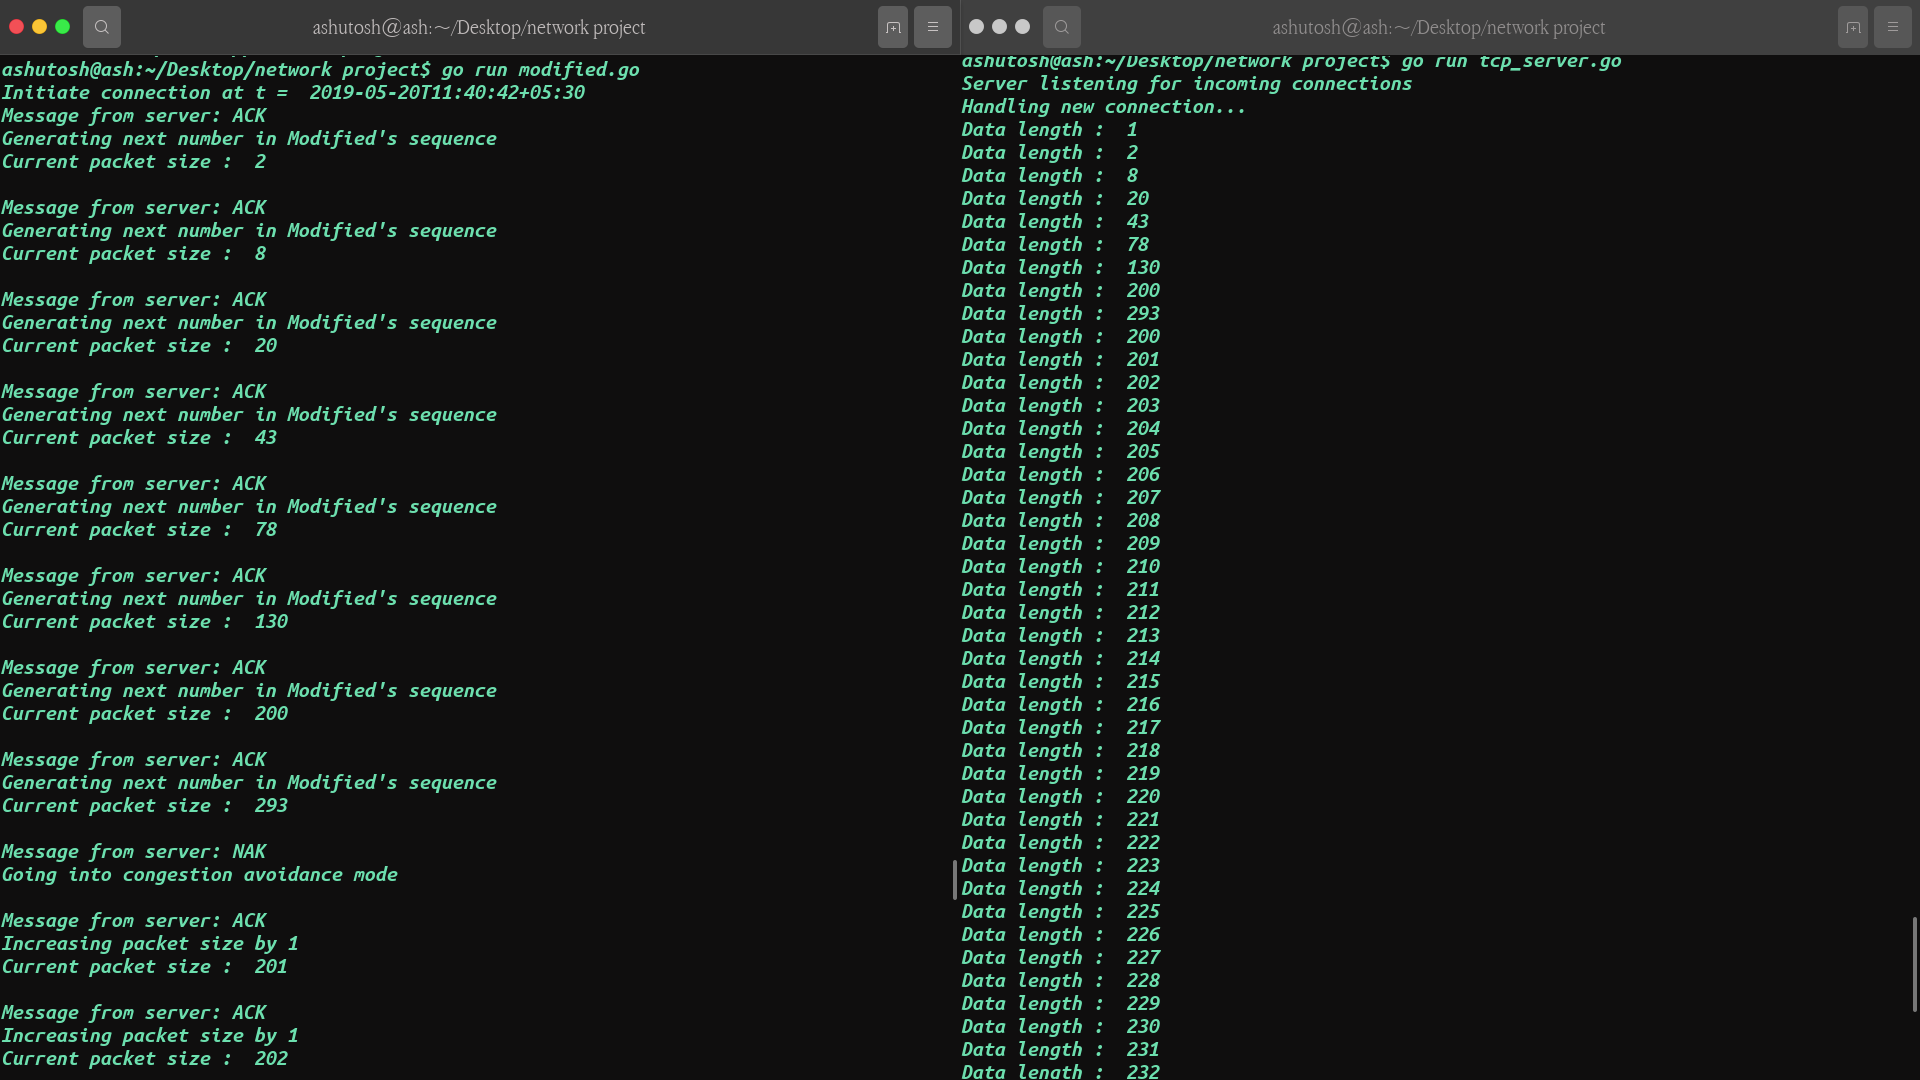 ashutosh@ash:~/Desktop/network project
ashutosh@ash:~/Desktop/network project$ go run modified.go
Initiate connection at t =  2019-05-20T11:40:42+05:30
Message from server: ACK
Generating next number in Modified's sequence
Current packet size :  2
Message from server: ACK
Generating next number in Modified's sequence
Current packet size :  8
Message from server: ACK
Generating next number in Modified's sequence
Current packet size :  20
Message from server: ACK
Generating next number in Modified's sequence
Current packet size :  43
Message from server: ACK
Generating next number in Modified's sequence
Current packet size :  78
Message from server: ACK
Generating next number in Modified's sequence
Current packet size :  130
Message from server: ACK
Generating next number in Modified's sequence
Current packet size :  200
Message from server: ACK
Generating next number in Modified's sequence
Current packet size :  293
Message from server: NAK
Going into congestion avoidance mode
Message from server: ACK
Increasing packet size by 1
Current packet size :  201
Message from server: ACK
Increasing packet size by 1
Current packet size :  202
ashutosh@ash:~/Desktop/network project
ashutosh@ash:~/Desktop/network project$ go run tcp_server.go
Server listening for incoming connections
Handling new connection...
Data length :  1
Data length :  2
Data length :  8
Data length :  20
Data length :  43
Data length :  78
Data length :  130
Data length :  200
Data length :  293
Data length :  200
Data length :  201
Data length :  202
Data length :  203
Data length :  204
Data length :  205
Data length :  206
Data length :  207
Data length :  208
Data length :  209
Data length :  210
Data length :  211
Data length :  212
Data length :  213
Data length :  214
Data length :  215
Data length :  216
Data length :  217
Data length :  218
Data length :  219
Data length :  220
Data length :  221
Data length :  222
Data length :  223
Data length :  224
Data length :  225
Data length :  226
Data length :  227
Data length :  228
Data length :  229
Data length :  230
Data length :  231
Data length :  232